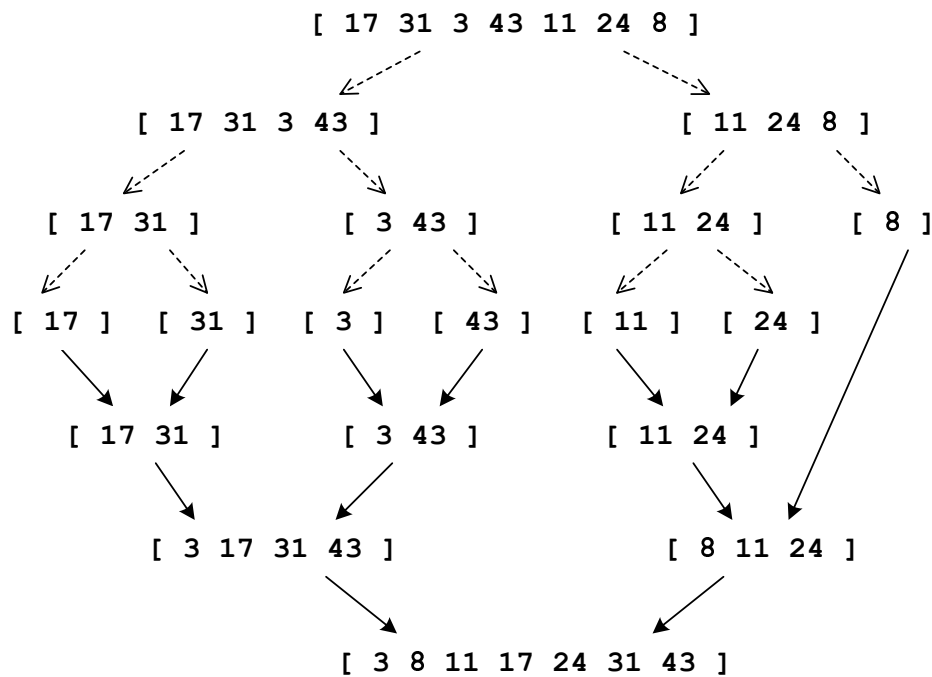 [ 17 31 3 43 11 24 8 ]
[ 17 31 3 43 ] [ 11 24 8 ]
[ 17 31 ] [ 3 43 ] [ 11 24 ] [ 8 ]
[ 17 ] [ 31 ] [ 3 ] [ 43 ] [ 11 ] [ 24 ]
[ 17 31 ] [ 3 43 ] [ 11 24 ]
[ 3 17 31 43 ] [ 8 11 24 ]
[ 3 8 11 17 24 31 43 ]